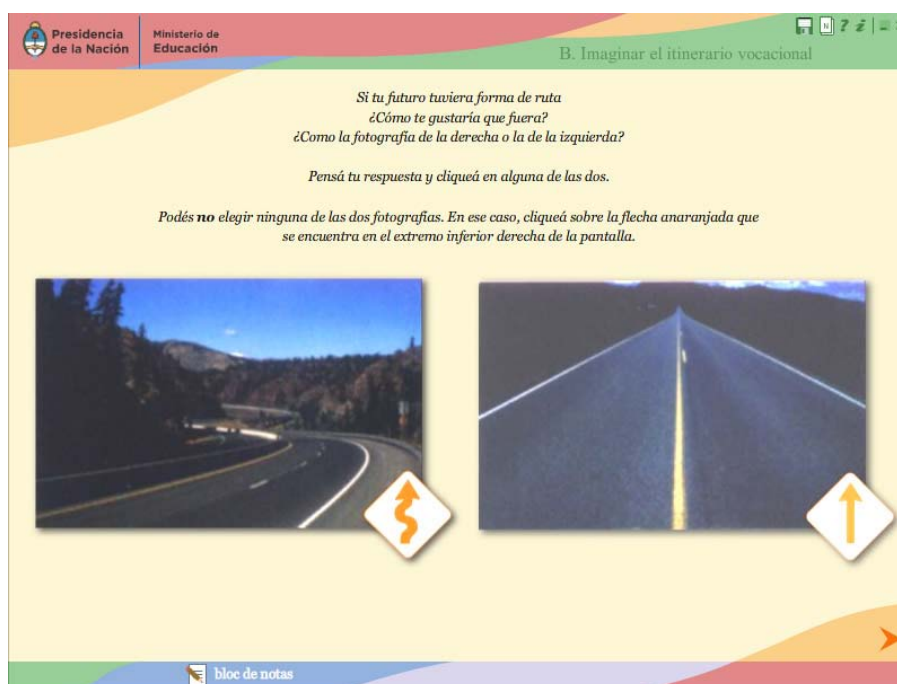 Presidencia
de la Nación
Ministerio de
Educación
N ? i
B. Imaginar el itinerario vocacional
Si tu futuro tuviera forma de ruta
¿Cómo te gustaría que fuera?
¿Como la fotografía de la derecha o la de la izquierda?
Pensá tu respuesta y cliqueá en alguna de las dos.
Podés no elegir ninguna de las dos fotografías. En ese caso, cliqueá sobre la flecha anaranjada que
se encuentra en el extremo inferior derecha de la pantalla.
bloc de notas